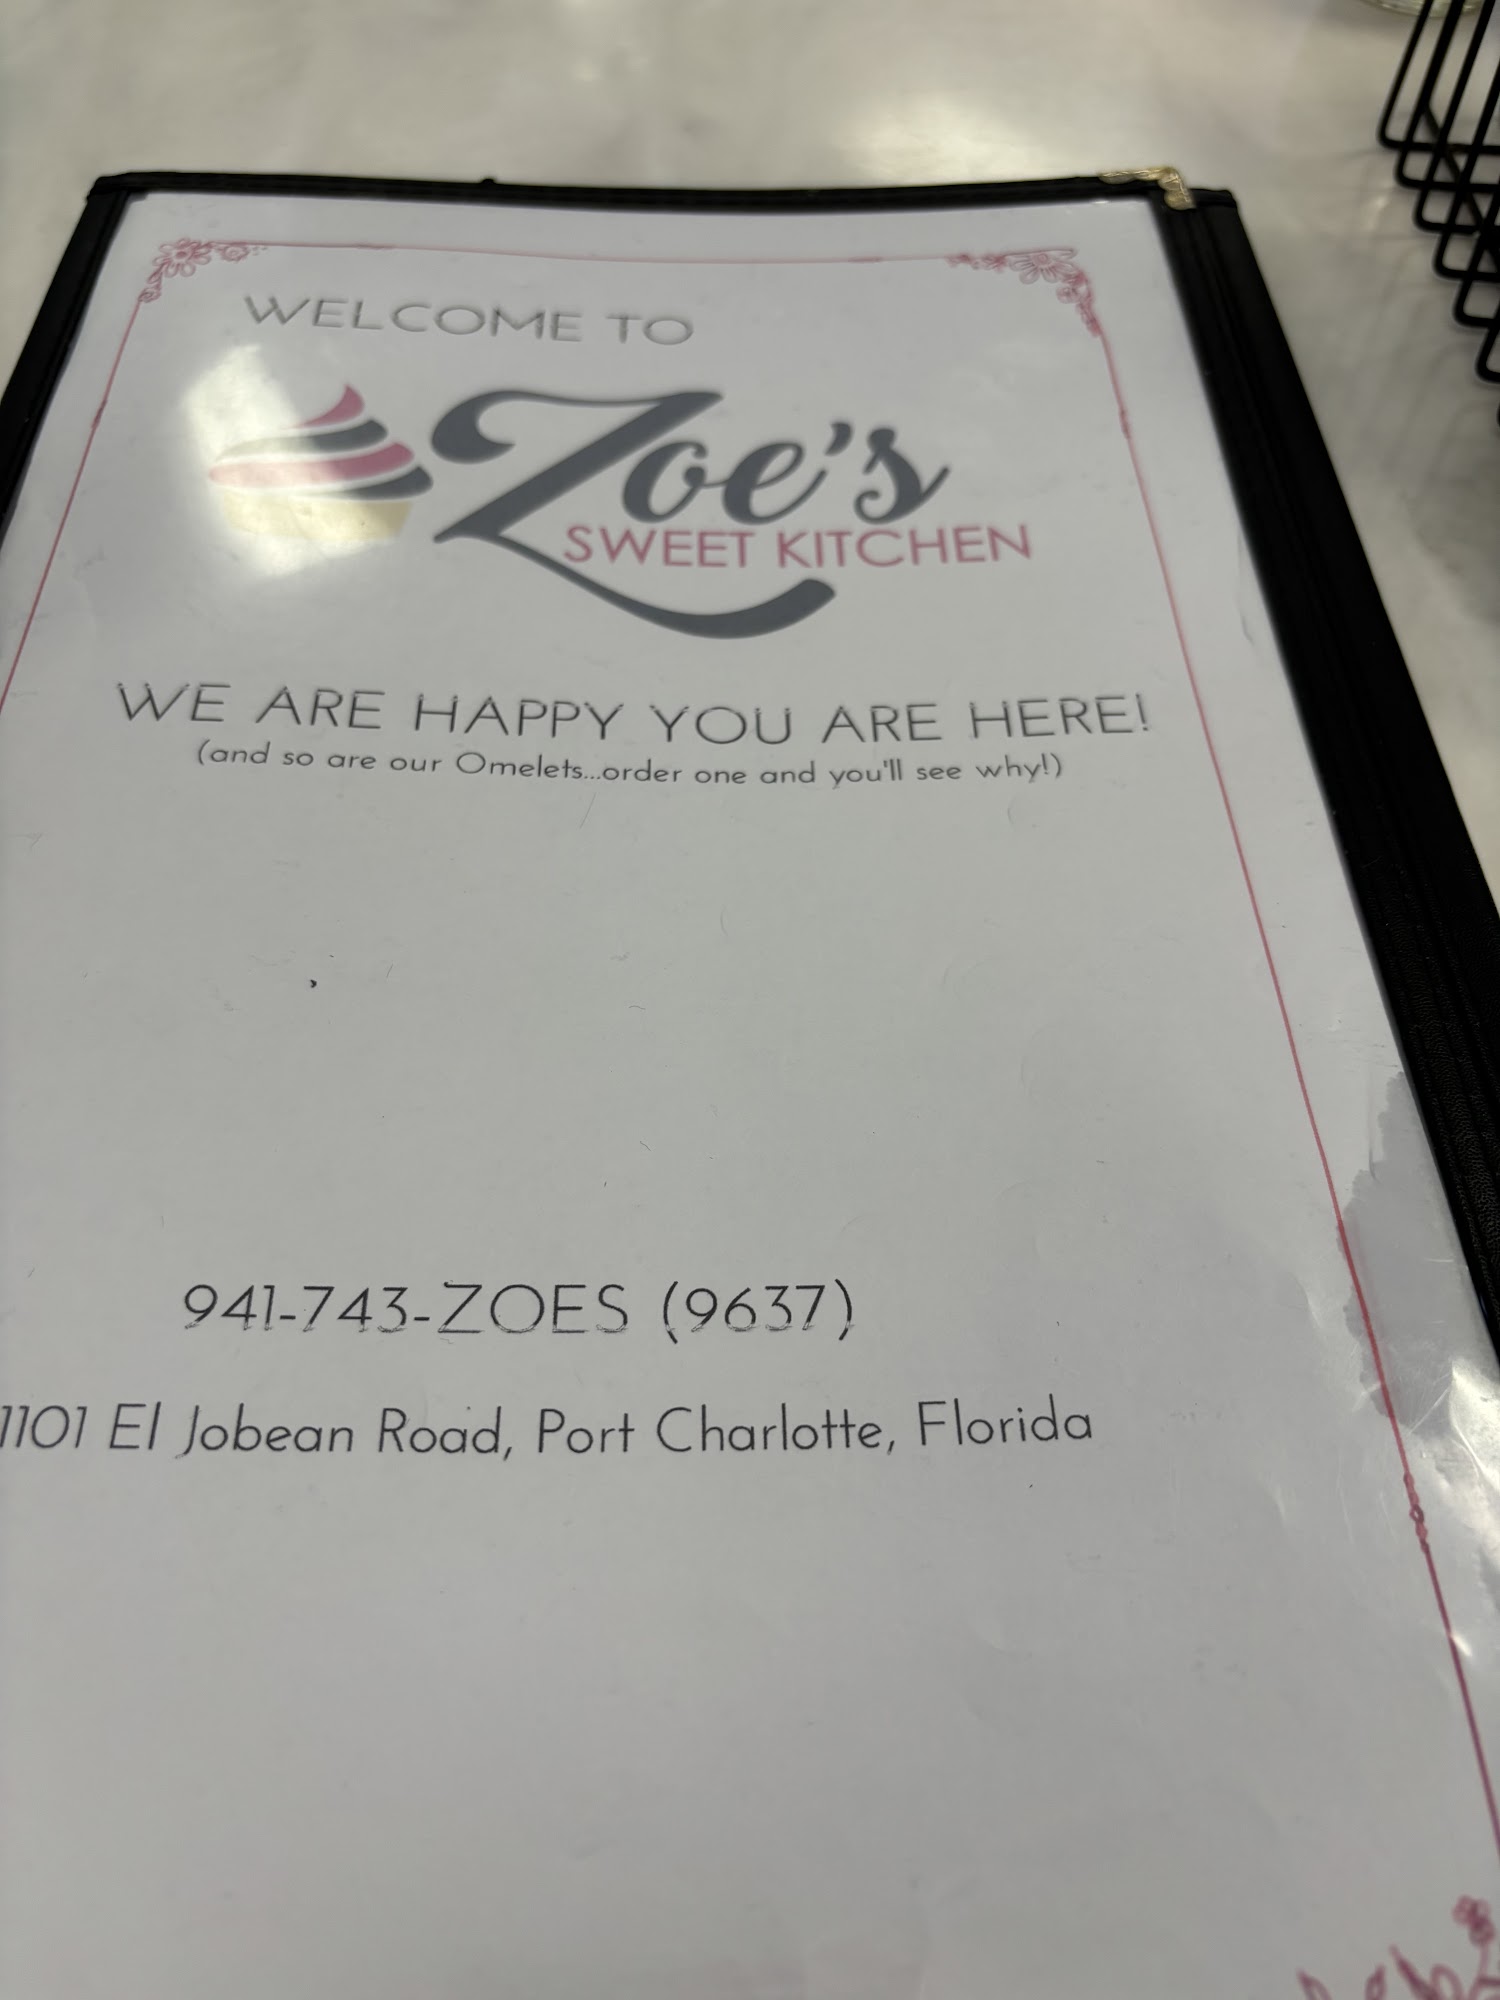 WELCOME TO
Zoe's
SWEET KITCHEN
WE ARE HAPPY YOU ARE HERE!
(and so are our Omelets...order one and you'll see why!)
941-743-ZOES (9637)
1101 El Jobean Road, Port Charlotte, Florida